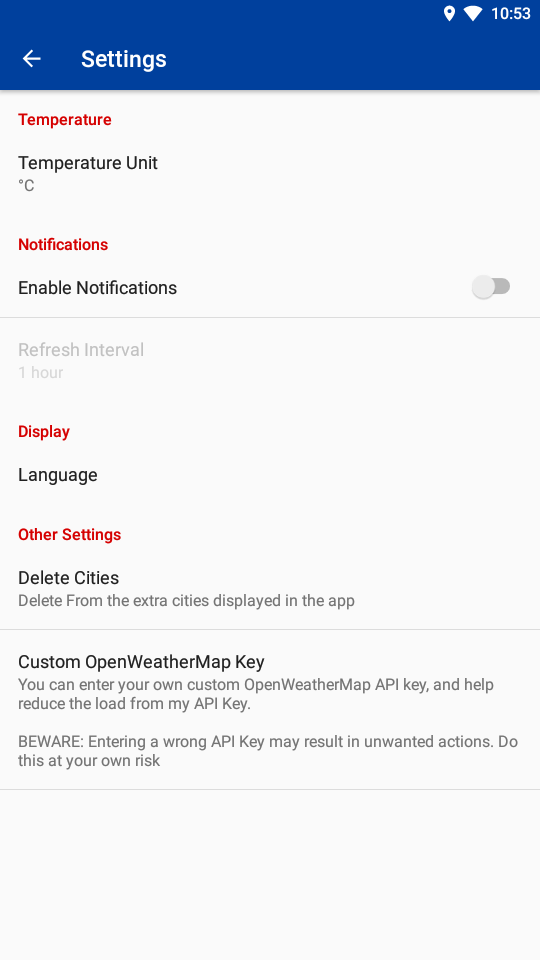 10:53
Settings
Temperature
Temperature Unit
°C
Notifications
Enable Notifications
Refresh Interval
1 hour
Display
Language
Other Settings
Delete Cities
Delete From the extra cities displayed in the app
Custom OpenWeatherMap Key
You can enter your own custom OpenWeatherMap API key, and help
reduce the load from my API Key.
BEWARE: Entering a wrong API Key may result in unwanted actions. Do
this at your own risk